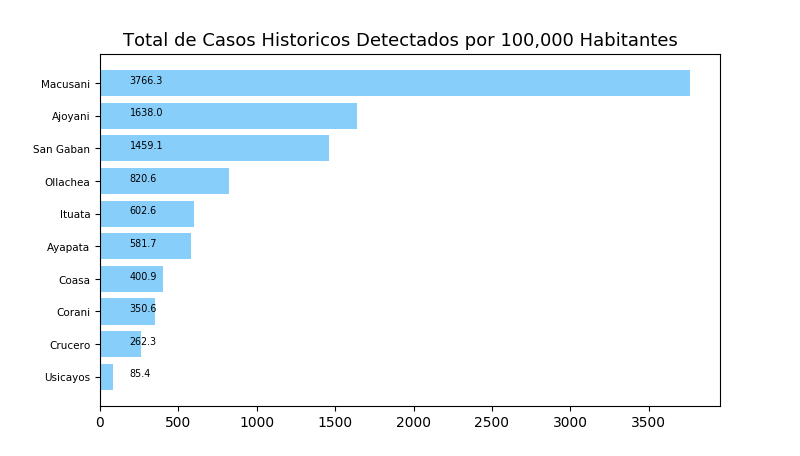 Total de Casos Historicos Detectados por 100,000 Habitantes
Macusani 3766.3
Ajoyani 1638.0
San Gaban 1459.1
Ollachea 820.6
Ituata 602.6
Ayapata 581.7
Coasa 400.9
Corani 350.6
Crucero 262.3
Usicayos 85.4
0 500 1000 1500 2000 2500 3000 3500